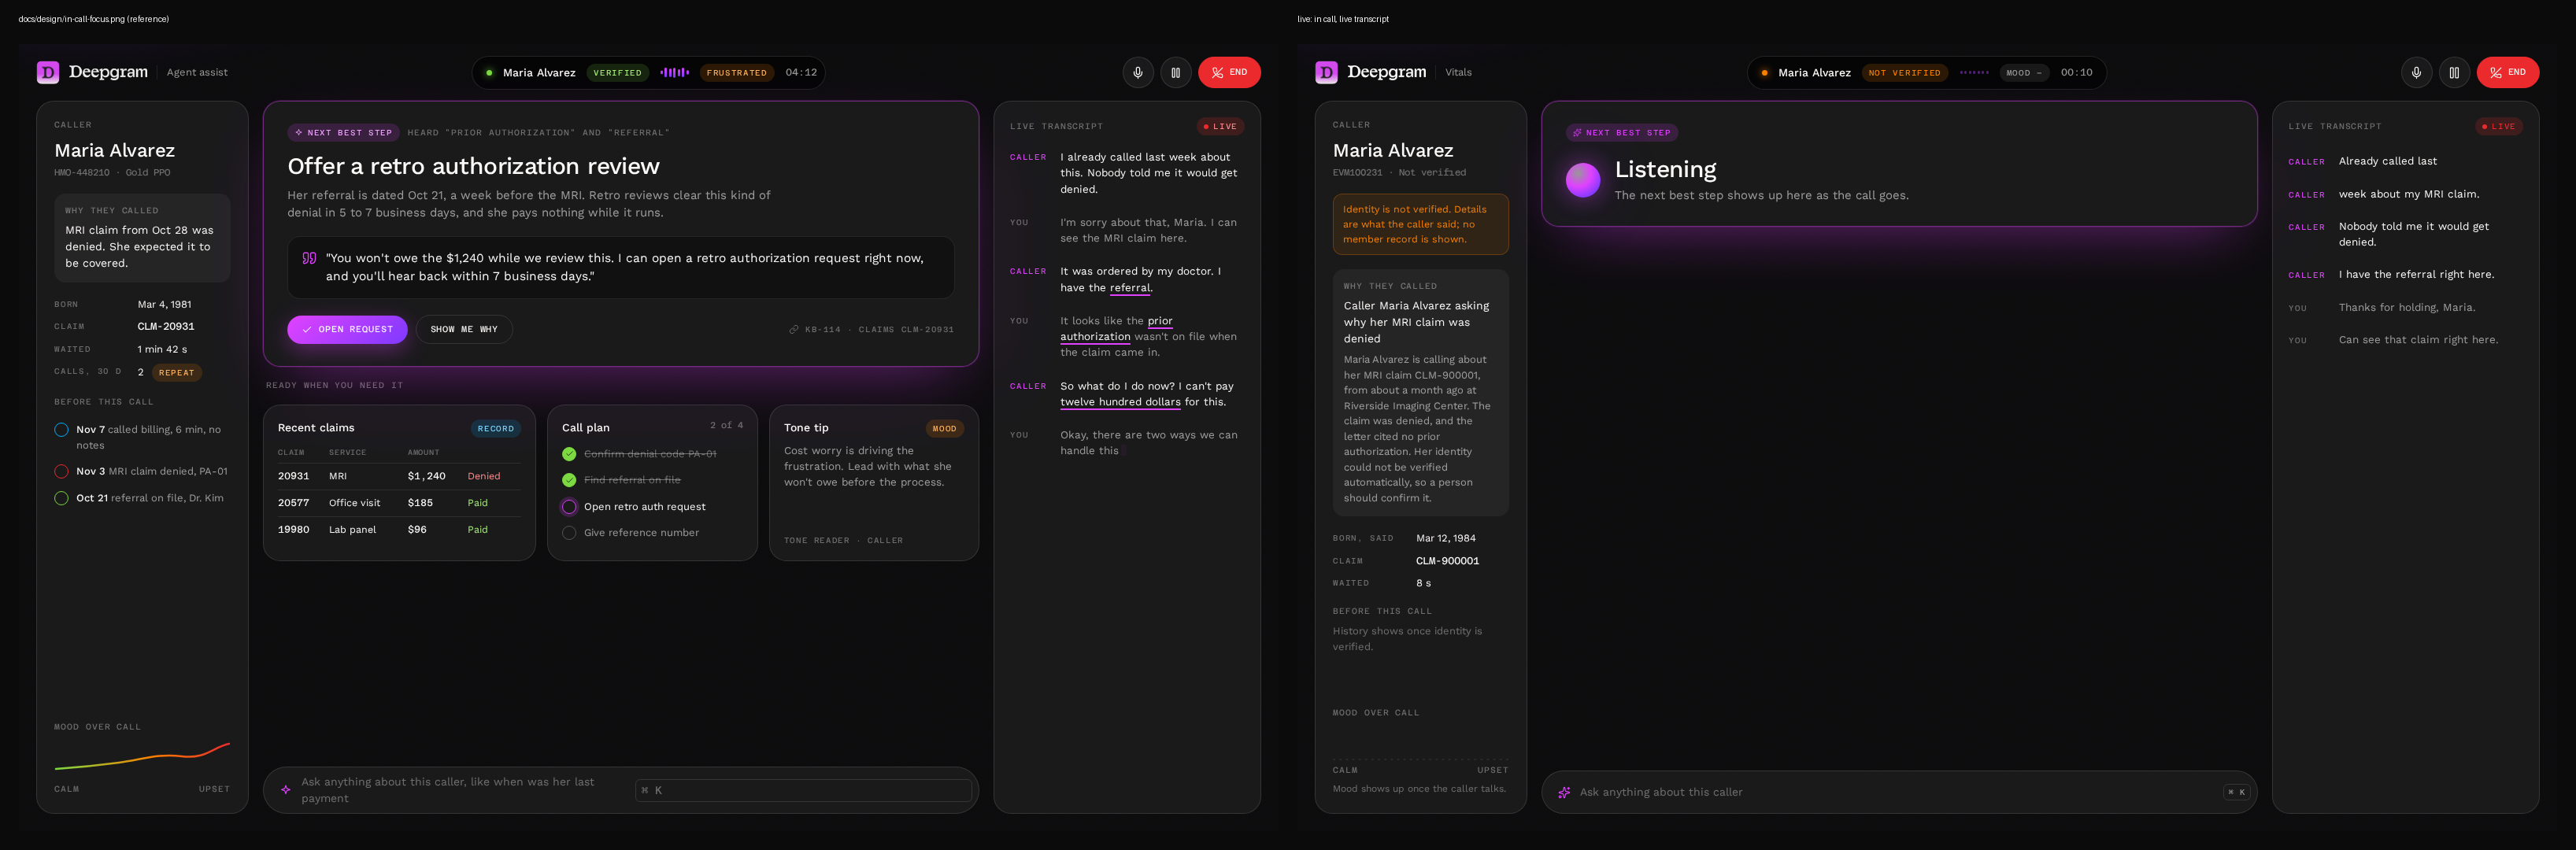 docs/design/in-call-focus.png (reference)
D Deepgram Agent assist
Maria Alvarez VERIFIED FRUSTRATED 04:12
END
CALLER
Maria Alvarez
HMO-448210 · Gold PPO
WHY THEY CALLED
MRI claim from Oct 28 was
denied. She expected it to
be covered.
BORN Mar 4, 1981
CLAIM CLM-20931
WAITED 1 min 42 s
CALLS, 30 D 2 REPEAT
BEFORE THIS CALL
Nov 7 called billing, 6 min, no
notes
Nov 3 MRI claim denied, PA-01
Oct 21 referral on file, Dr. Kim
MOOD OVER CALL
CALM UPSET
NEXT BEST STEP HEARD "PRIOR AUTHORIZATION" AND "REFERRAL"
Offer a retro authorization review
Her referral is dated Oct 21, a week before the MRI. Retro reviews clear this kind of
denial in 5 to 7 business days, and she pays nothing while it runs.
"You won't owe the $1,240 while we review this. I can open a retro authorization request right now,
and you'll hear back within 7 business days."
OPEN REQUEST SHOW ME WHY KB-114 · CLAIMS CLM-20931
READY WHEN YOU NEED IT
Recent claims RECORD
CLAIM SERVICE AMOUNT
20931 MRI $1,240 Denied
20577 Office visit $185 Paid
19980 Lab panel $96 Paid
Call plan 2 of 4
Confirm denial code PA-01
Find referral on file
Open retro auth request
Give reference number
Tone tip MOOD
Cost worry is driving the
frustration. Lead with what she
won't owe before the process.
TONE READER · CALLER
Ask anything about this caller, like when was her last
payment
⌘ K
LIVE TRANSCRIPT LIVE
CALLER I already called last week about
this. Nobody told me it would get
denied.
YOU I'm sorry about that, Maria. I can
see the MRI claim here.
CALLER It was ordered by my doctor. I
have the referral.
YOU It looks like the prior
authorization wasn't on file when
the claim came in.
CALLER So what do I do now? I can't pay
twelve hundred dollars for this.
YOU Okay, there are two ways we can
handle this
live: in call, live transcript
D Deepgram Vitals
Maria Alvarez NOT VERIFIED MOOD – 00:10
END
CALLER
Maria Alvarez
EVM100231 · Not verified
Identity is not verified. Details
are what the caller said; no
member record is shown.
WHY THEY CALLED
Caller Maria Alvarez asking
why her MRI claim was
denied
Maria Alvarez is calling about
her MRI claim CLM-900001,
from about a month ago at
Riverside Imaging Center. The
claim was denied, and the
letter cited no prior
authorization. Her identity
could not be verified
automatically, so a person
should confirm it.
BORN, SAID Mar 12, 1984
CLAIM CLM-900001
WAITED 8 s
BEFORE THIS CALL
History shows once identity is
verified.
MOOD OVER CALL
CALM UPSET
Mood shows up once the caller talks.
NEXT BEST STEP
Listening
The next best step shows up here as the call goes.
Ask anything about this caller
⌘ K
LIVE TRANSCRIPT LIVE
CALLER Already called last
CALLER week about my MRI claim.
CALLER Nobody told me it would get
denied.
CALLER I have the referral right here.
YOU Thanks for holding, Maria.
YOU Can see that claim right here.